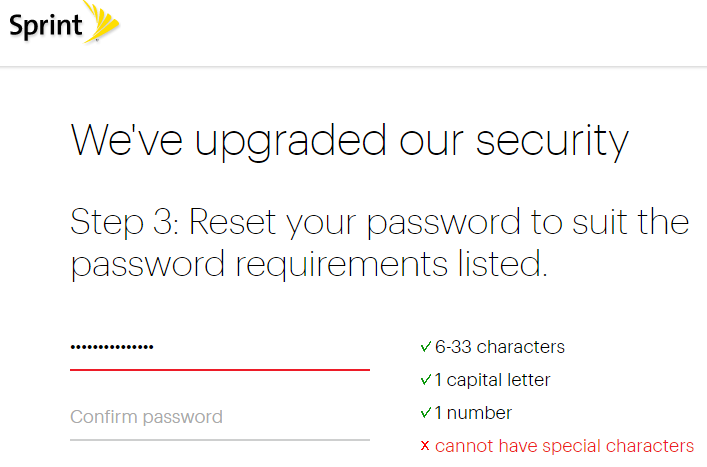 Sprint
We've upgraded our security
Step 3: Reset your password to suit the
password requirements listed.
•••••••••••••••
6-33 characters
1 capital letter
Confirm password
1 number
x cannot have special characters